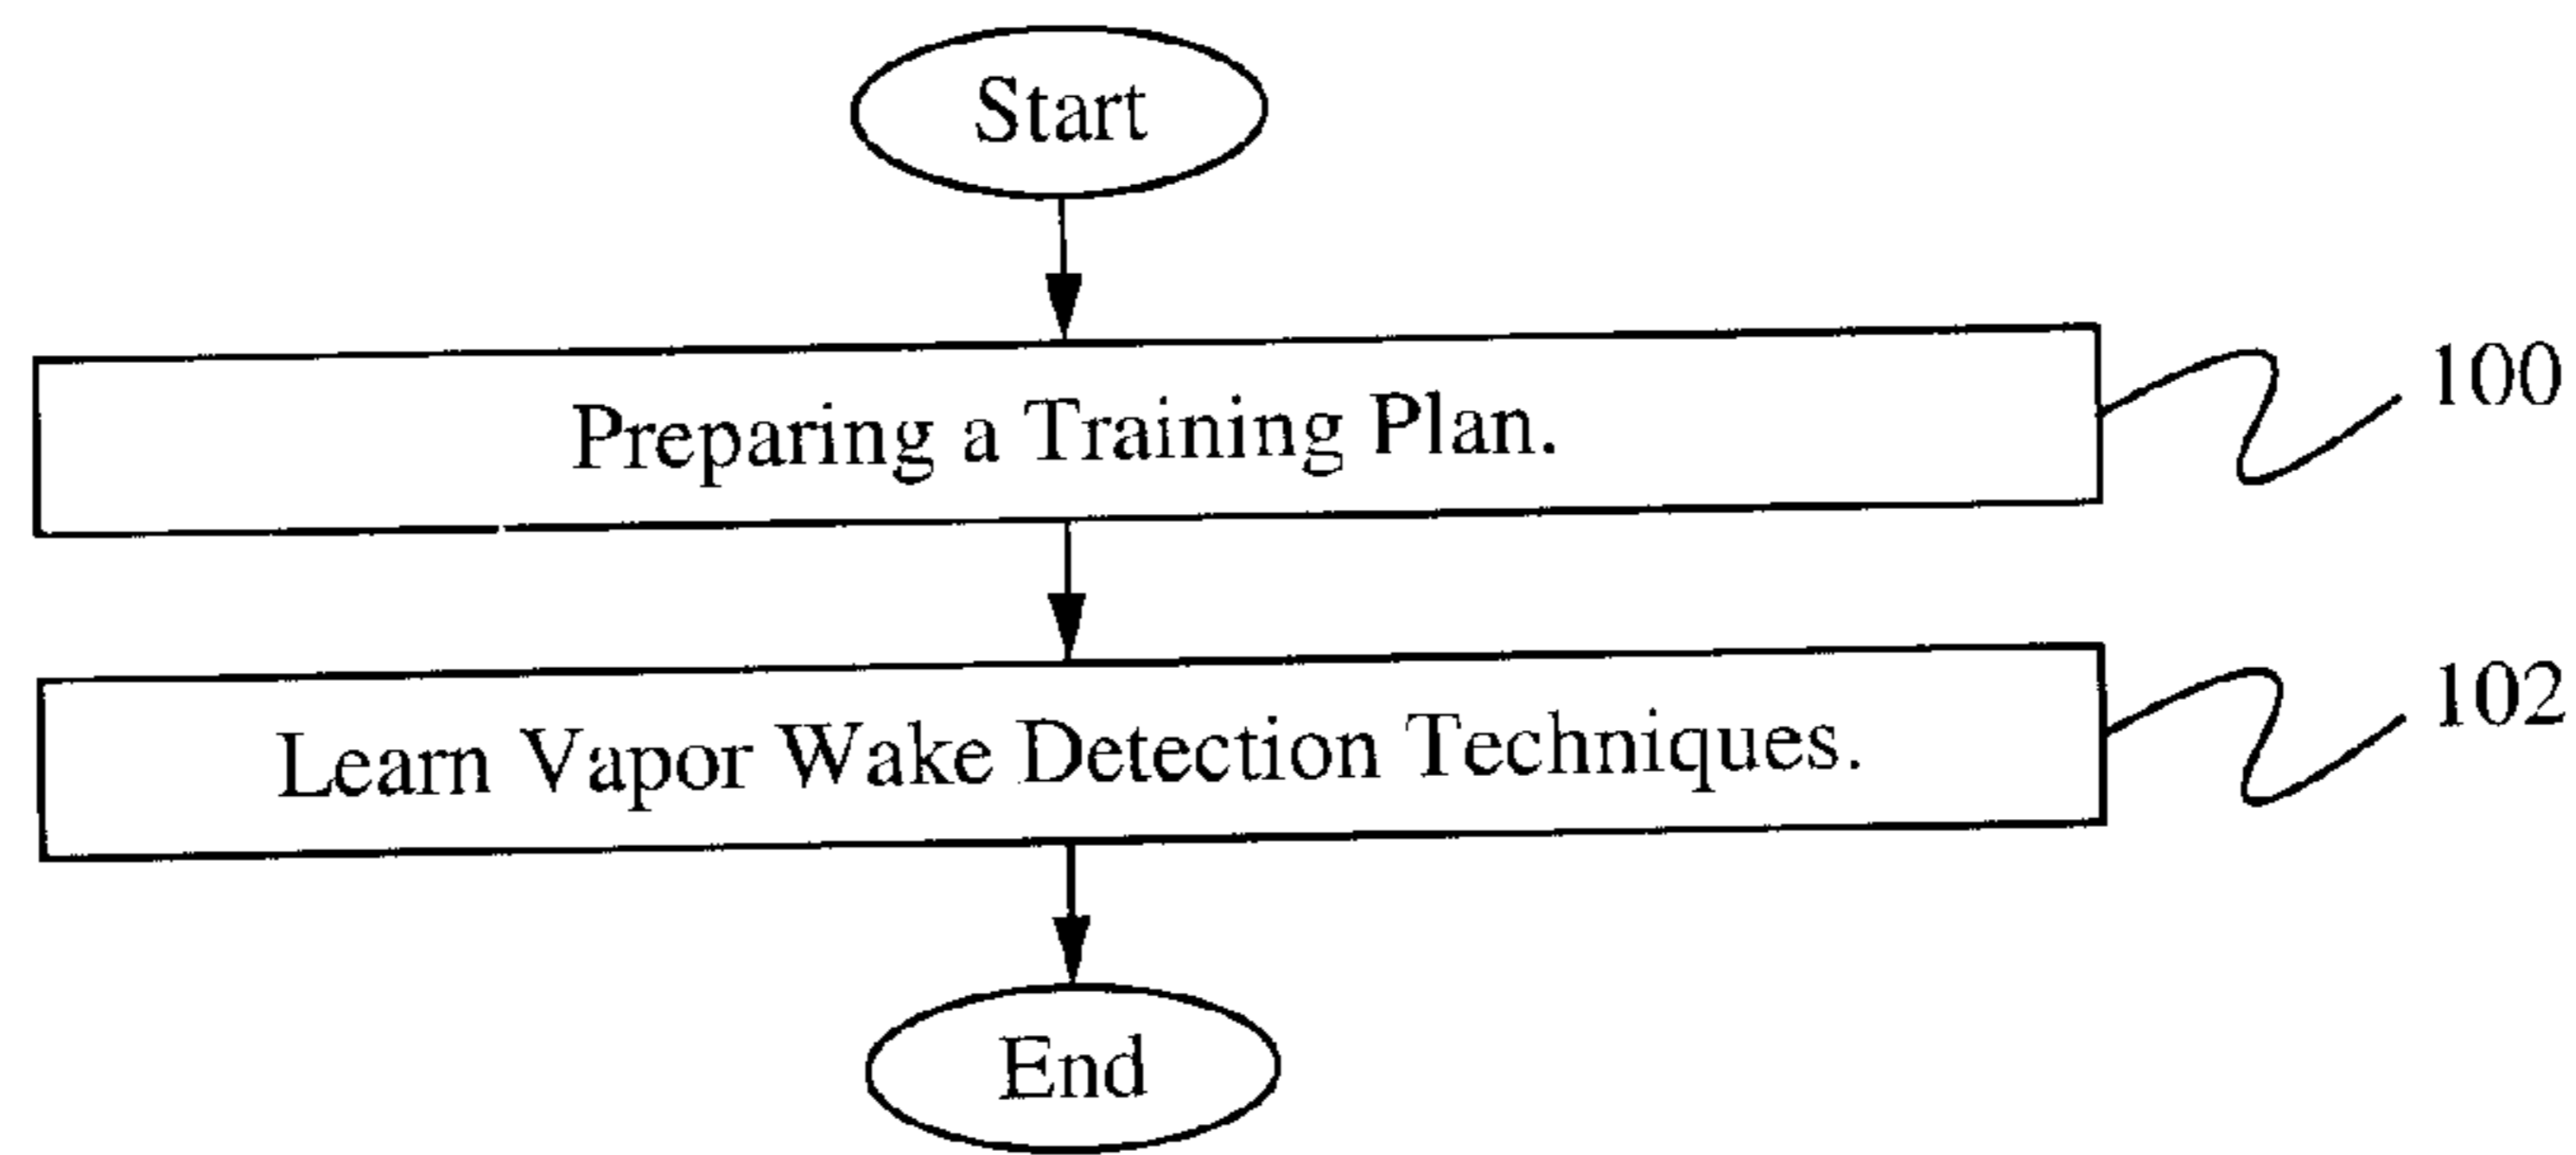 Start
Preparing a Training Plan.
100
Learn Vapor Wake Detection Techniques.
102
End